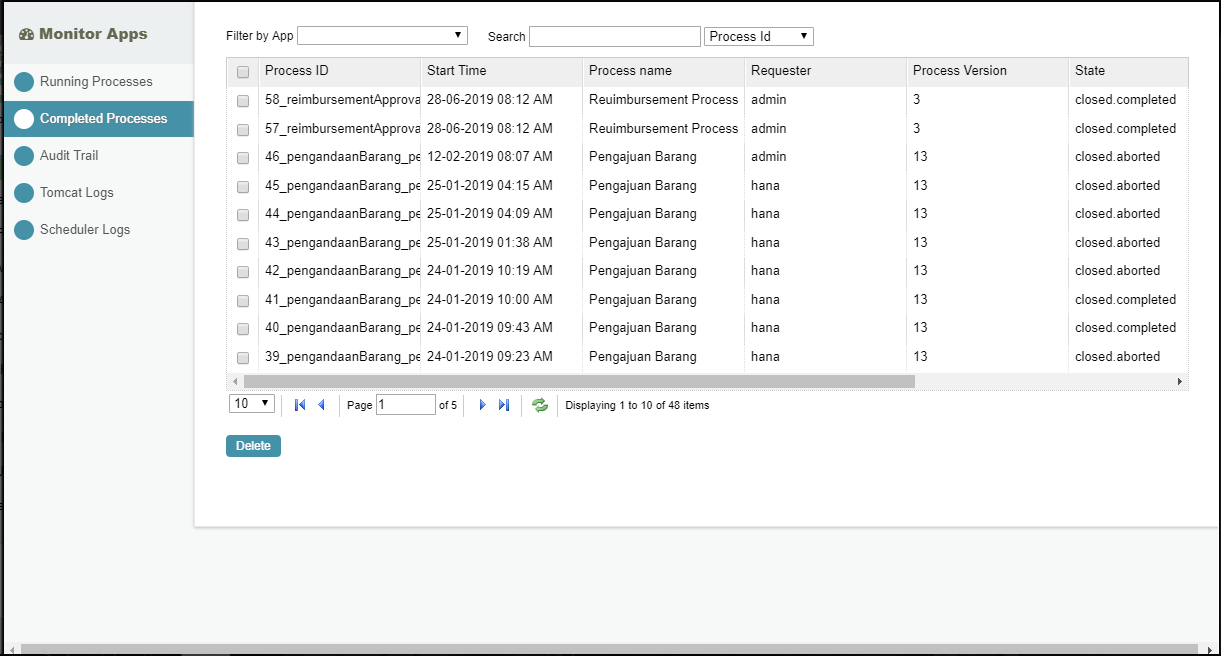 Monitor Apps
Running Processes
Completed Processes
Audit Trail
Tomcat Logs
Scheduler Logs
Filter by App Search Process Id
Process ID Start Time Process name Requester Process Version State
58_reimbursementApprova 28-06-2019 08:12 AM Reuimbursement Process admin 3 closed.completed
57_reimbursementApprova 28-06-2019 08:12 AM Reuimbursement Process admin 3 closed.completed
46_pengandaanBarang_pe 12-02-2019 08:07 AM Pengajuan Barang admin 13 closed.aborted
45_pengandaanBarang_pe 25-01-2019 04:15 AM Pengajuan Barang hana 13 closed.aborted
44_pengandaanBarang_pe 25-01-2019 04:09 AM Pengajuan Barang hana 13 closed.aborted
43_pengandaanBarang_pe 25-01-2019 01:38 AM Pengajuan Barang hana 13 closed.aborted
42_pengandaanBarang_pe 24-01-2019 10:19 AM Pengajuan Barang hana 13 closed.aborted
41_pengandaanBarang_pe 24-01-2019 10:00 AM Pengajuan Barang hana 13 closed.completed
40_pengandaanBarang_pe 24-01-2019 09:43 AM Pengajuan Barang hana 13 closed.completed
39_pengandaanBarang_pe 24-01-2019 09:23 AM Pengajuan Barang hana 13 closed.aborted
10 Page 1 of 5 Displaying 1 to 10 of 48 items
Delete